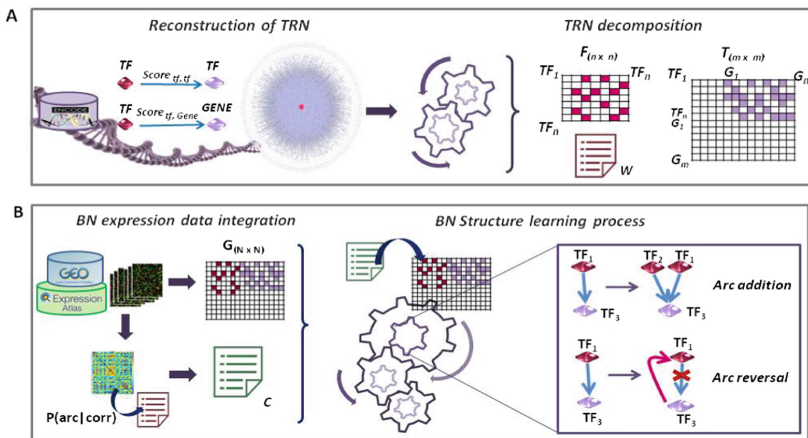 A
Reconstruction of TRN
TRN decomposition
TF Score tf, tf TF
TF Score tf, Gene GENE
ENCODE
F(n x n)
TF1 TFn
TFn
W
T(m x m)
TF1 G1 Gm
TFn
G1
Gm
B
BN expression data integration
BN Structure learning process
GEO
Expression
Atlas
G(N x N)
P(arc|corr)
C
TF1 TF2 TF1
Arc addition
TF3 TF3
TF1 TF1
Arc reversal
TF3 TF3